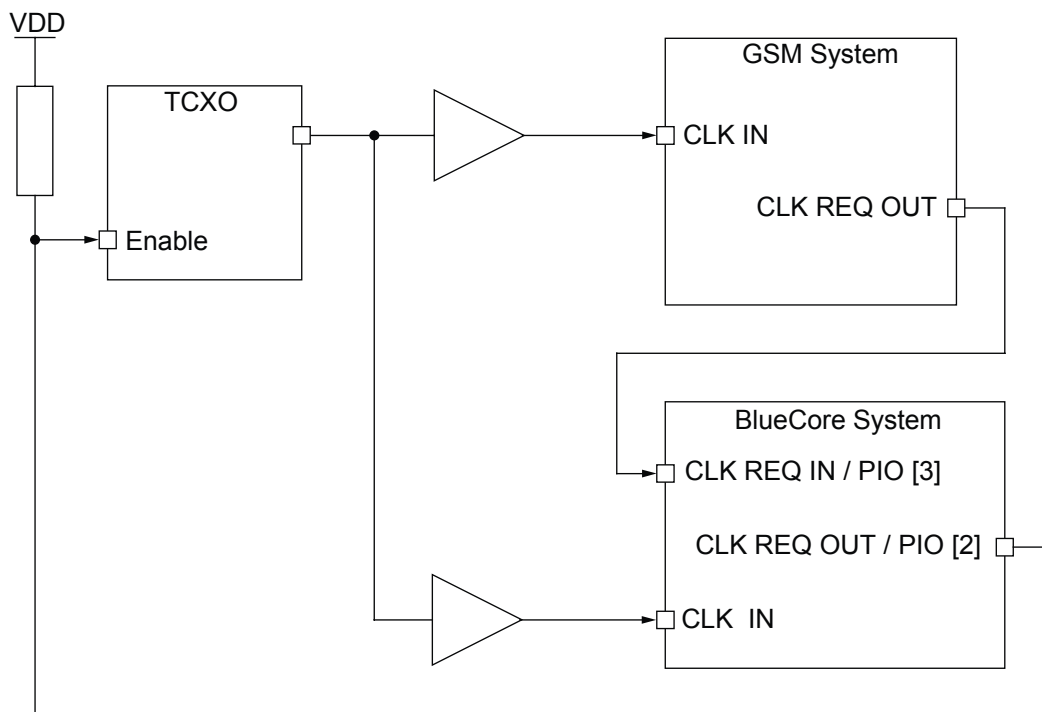 VDD
TCXO
Enable
GSM System
CLK IN
CLK REQ OUT
BlueCore System
CLK REQ IN / PIO [3]
CLK REQ OUT / PIO [2]
CLK IN